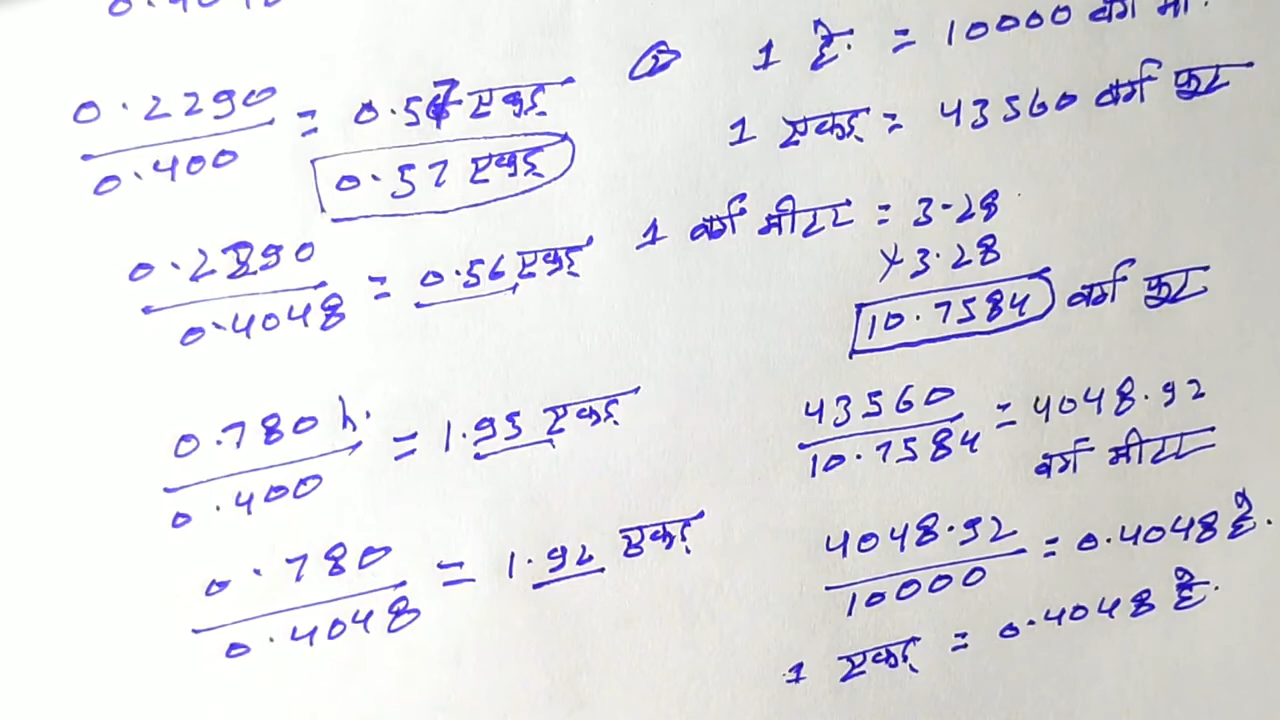 0.2290
0.400
=
0.57 एकड़
0.57 एकड़
0.2290
0.4048
= 0.56 एकड़
0.780 h.
0.400
= 1.95 एकड़
0.780
0.4048
= 1.92 एकड़
1 हे. = 10000 वर्ग मी.
1 एकड़ = 43560 वर्ग फुट
1 वर्ग मीटर = 3.28
×3.28
10.7584 वर्ग फुट
43560
10.7584
= 4048.92
वर्ग मीटर
4048.92
10000
= 0.4048 हे.
1 एकड़ = 0.4048 हे.